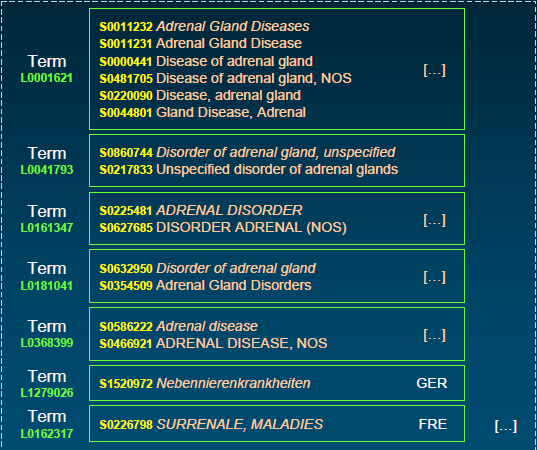 Term
L0001621
S0011232 Adrenal Gland Diseases
S0011231 Adrenal Gland Disease
S0000441 Disease of adrenal gland
S0481705 Disease of adrenal gland, NOS
S0220090 Disease, adrenal gland
S0044801 Gland Disease, Adrenal
[…]
Term
L0041793
S0860744 Disorder of adrenal gland, unspecified
S0217833 Unspecified disorder of adrenal glands
Term
L0161347
S0225481 ADRENAL DISORDER
S0627685 DISORDER ADRENAL (NOS)
[…]
Term
L0181041
S0632950 Disorder of adrenal gland
S0354509 Adrenal Gland Disorders
[…]
Term
L0368399
S0586222 Adrenal disease
S0466921 ADRENAL DISEASE, NOS
[…]
Term
L1279026
S1520972 Nebennierenkrankheiten GER
Term
L0162317
S0226798 SURRENALE, MALADIES FRE
[…]